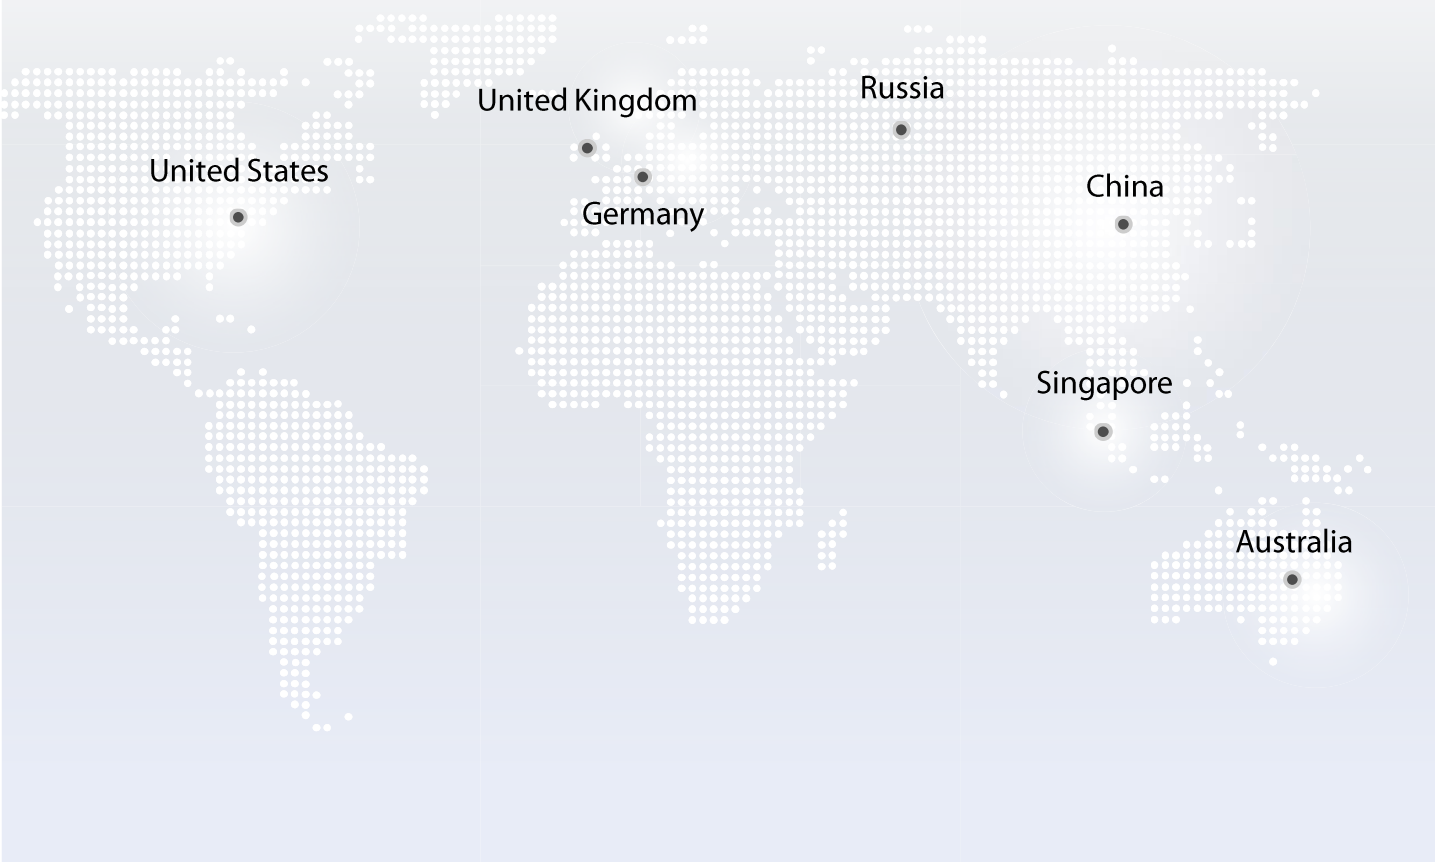 Russia
United Kingdom
United States
China
Germany
Singapore
Australia